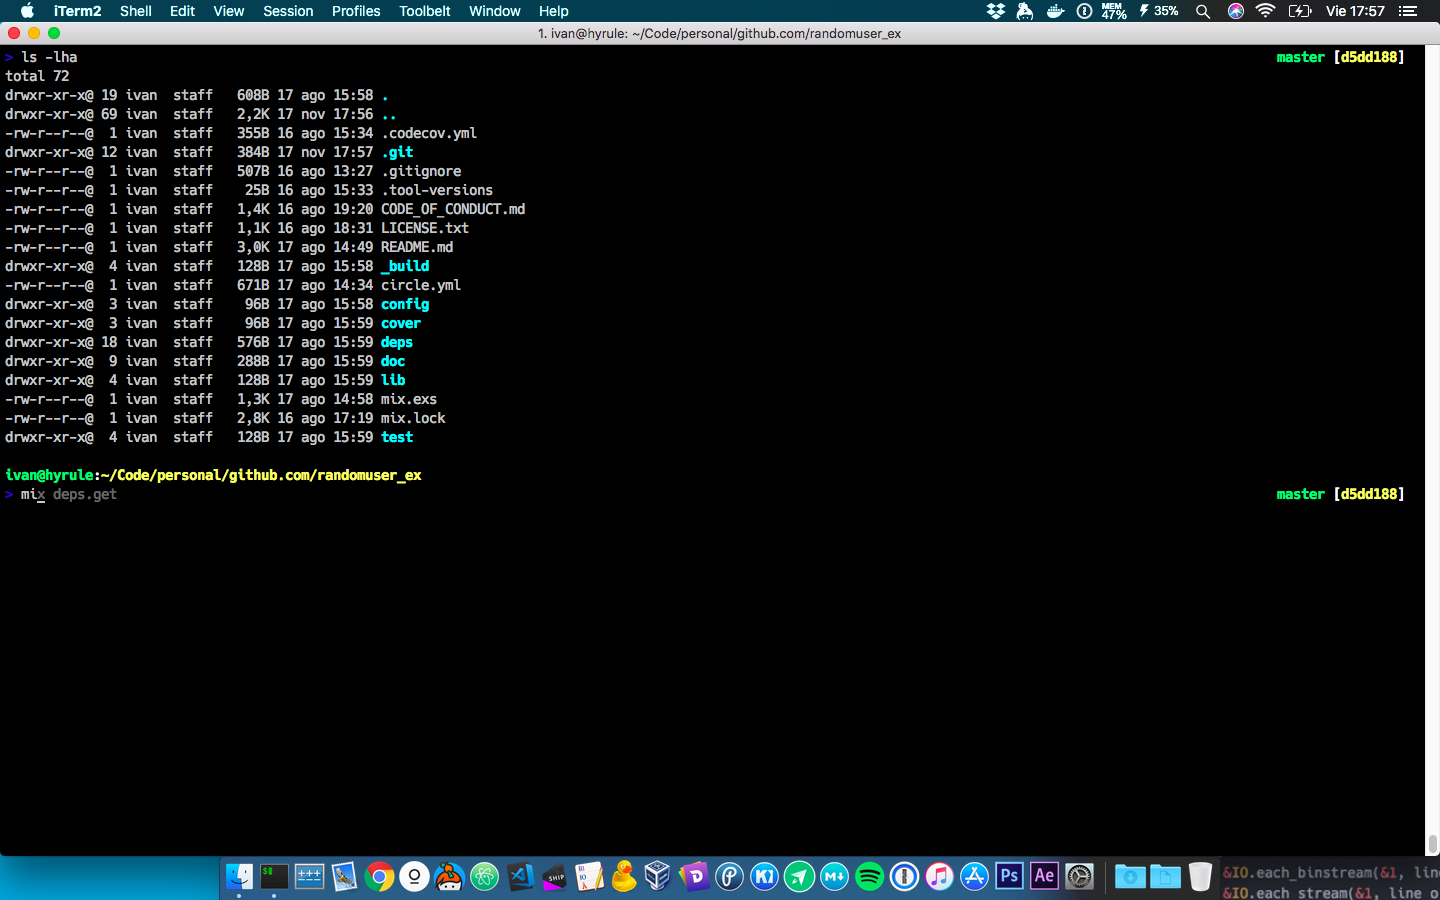 iTerm2 Shell Edit View Session Profiles Toolbelt Window Help MEM 47% 35% Vie 17:57
1. ivan@hyrule: ~/Code/personal/github.com/randomuser_ex
> ls -lha master [d5dd188]
total 72
drwxr-xr-x@ 19 ivan staff 608B 17 ago 15:58 .
drwxr-xr-x@ 69 ivan staff 2,2K 17 nov 17:56 ..
-rw-r--r--@ 1 ivan staff 355B 16 ago 15:34 .codecov.yml
drwxr-xr-x@ 12 ivan staff 384B 17 nov 17:57 .git
-rw-r--r--@ 1 ivan staff 507B 16 ago 13:27 .gitignore
-rw-r--r--@ 1 ivan staff 25B 16 ago 15:33 .tool-versions
-rw-r--r--@ 1 ivan staff 1,4K 16 ago 19:20 CODE_OF_CONDUCT.md
-rw-r--r--@ 1 ivan staff 1,1K 16 ago 18:31 LICENSE.txt
-rw-r--r--@ 1 ivan staff 3,0K 17 ago 14:49 README.md
drwxr-xr-x@ 4 ivan staff 128B 17 ago 15:58 _build
-rw-r--r--@ 1 ivan staff 671B 17 ago 14:34 circle.yml
drwxr-xr-x@ 3 ivan staff 96B 17 ago 15:58 config
drwxr-xr-x@ 3 ivan staff 96B 17 ago 15:59 cover
drwxr-xr-x@ 18 ivan staff 576B 17 ago 15:59 deps
drwxr-xr-x@ 9 ivan staff 288B 17 ago 15:59 doc
drwxr-xr-x@ 4 ivan staff 128B 17 ago 15:59 lib
-rw-r--r--@ 1 ivan staff 1,3K 17 ago 14:58 mix.exs
-rw-r--r--@ 1 ivan staff 2,8K 16 ago 17:19 mix.lock
drwxr-xr-x@ 4 ivan staff 128B 17 ago 15:59 test
ivan@hyrule:~/Code/personal/github.com/randomuser_ex
> mix deps.get master [d5dd188]
SHIP Ps Ae
&IO.each_binstream(&1, line
&IO.each_stream(&1, line_o